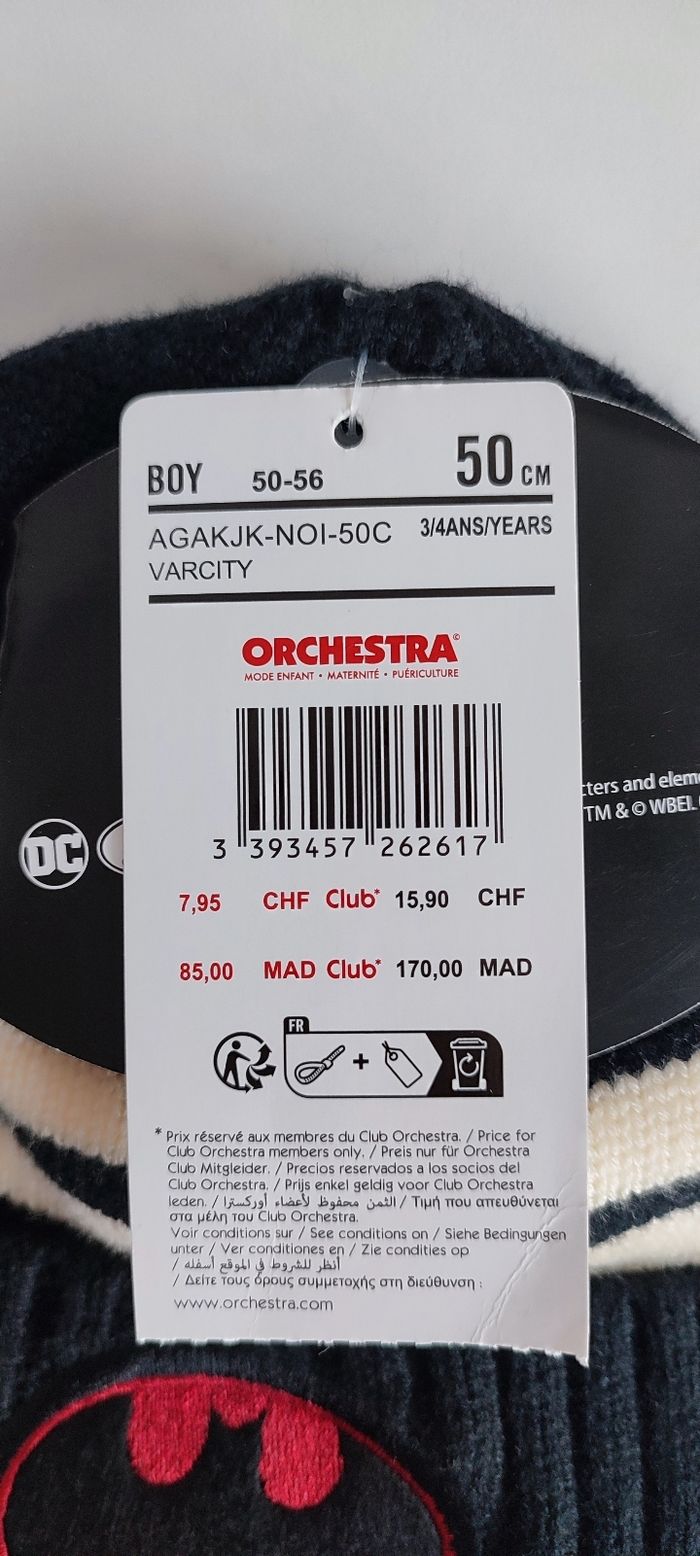 BOY 50-56 50 CM
AGAKJK-NOI-50C 3/4ANS/YEARS
VARCITY
ORCHESTRA©
MODE ENFANT • MATERNITÉ • PUÉRICULTURE
3 393457 262617
7,95 CHF Club* 15,90 CHF
85,00 MAD Club* 170,00 MAD
FR
+
* Prix réservé aux membres du Club Orchestra. / Price for
Club Orchestra members only. / Preis nur für Orchestra
Club Mitgleider. / Precios reservados a los socios del
Club Orchestra. / Prijs enkel geldig voor Club Orchestra
leden. / الثمن محفوظ لأعضاء أوركسترا / Τιμή που απευθύνεται
στα μέλη του Club Orchestra.
Voir conditions sur / See conditions on / Siehe Bedingungen
unter / Ver conditiones en / Zie condities op
/ أنظر للشروط في الموقع أسفله
/ Δείτε τους όρους συμμετοχής στη διεύθυνση :
www.orchestra.com
DC
cters and elem
TM & © WBEI.